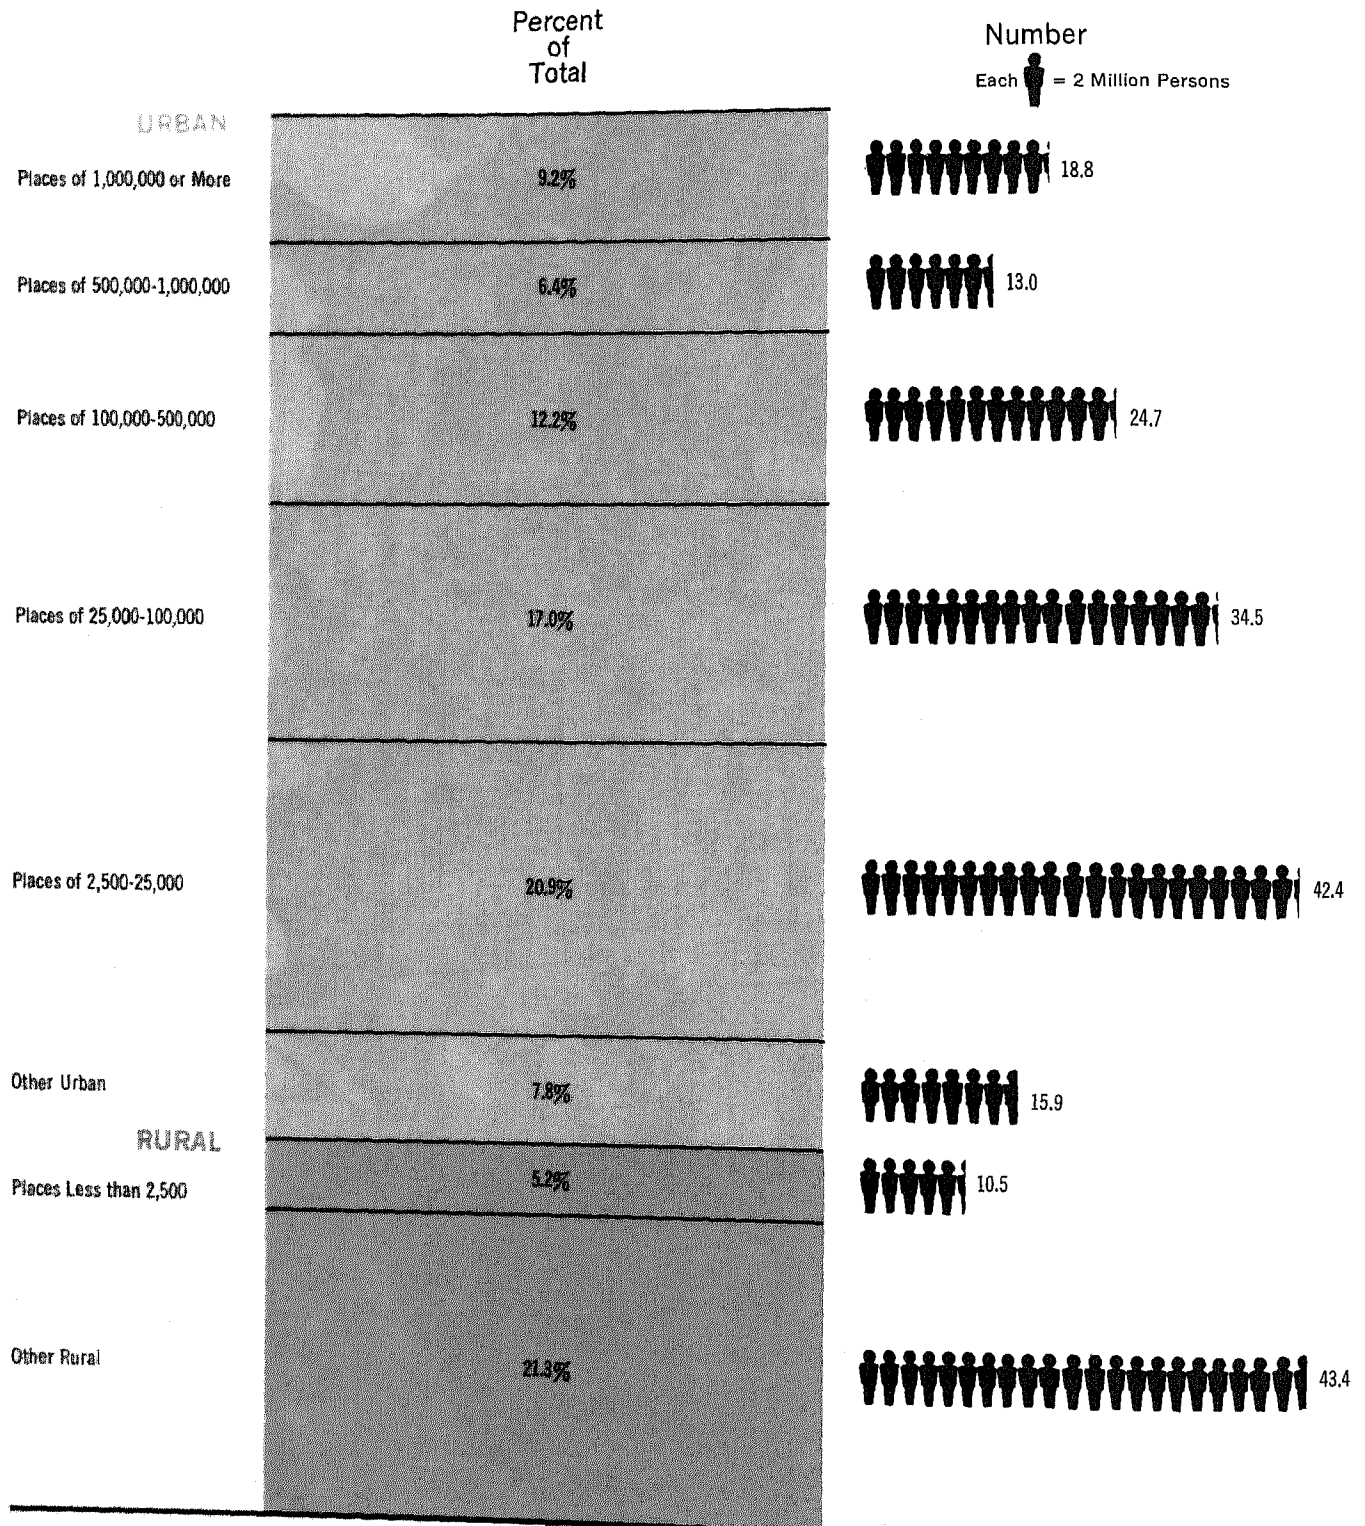 Percent
of
Total
Number
Each = 2 Million Persons
URBAN
Places of 1,000,000 or More 9.2% 18.8
Places of 500,000-1,000,000 6.4% 13.0
Places of 100,000-500,000 12.2% 24.7
Places of 25,000-100,000 17.0% 34.5
Places of 2,500-25,000 20.9% 42.4
Other Urban 7.8% 15.9
RURAL
Places Less than 2,500 5.2% 10.5
Other Rural 21.3% 43.4